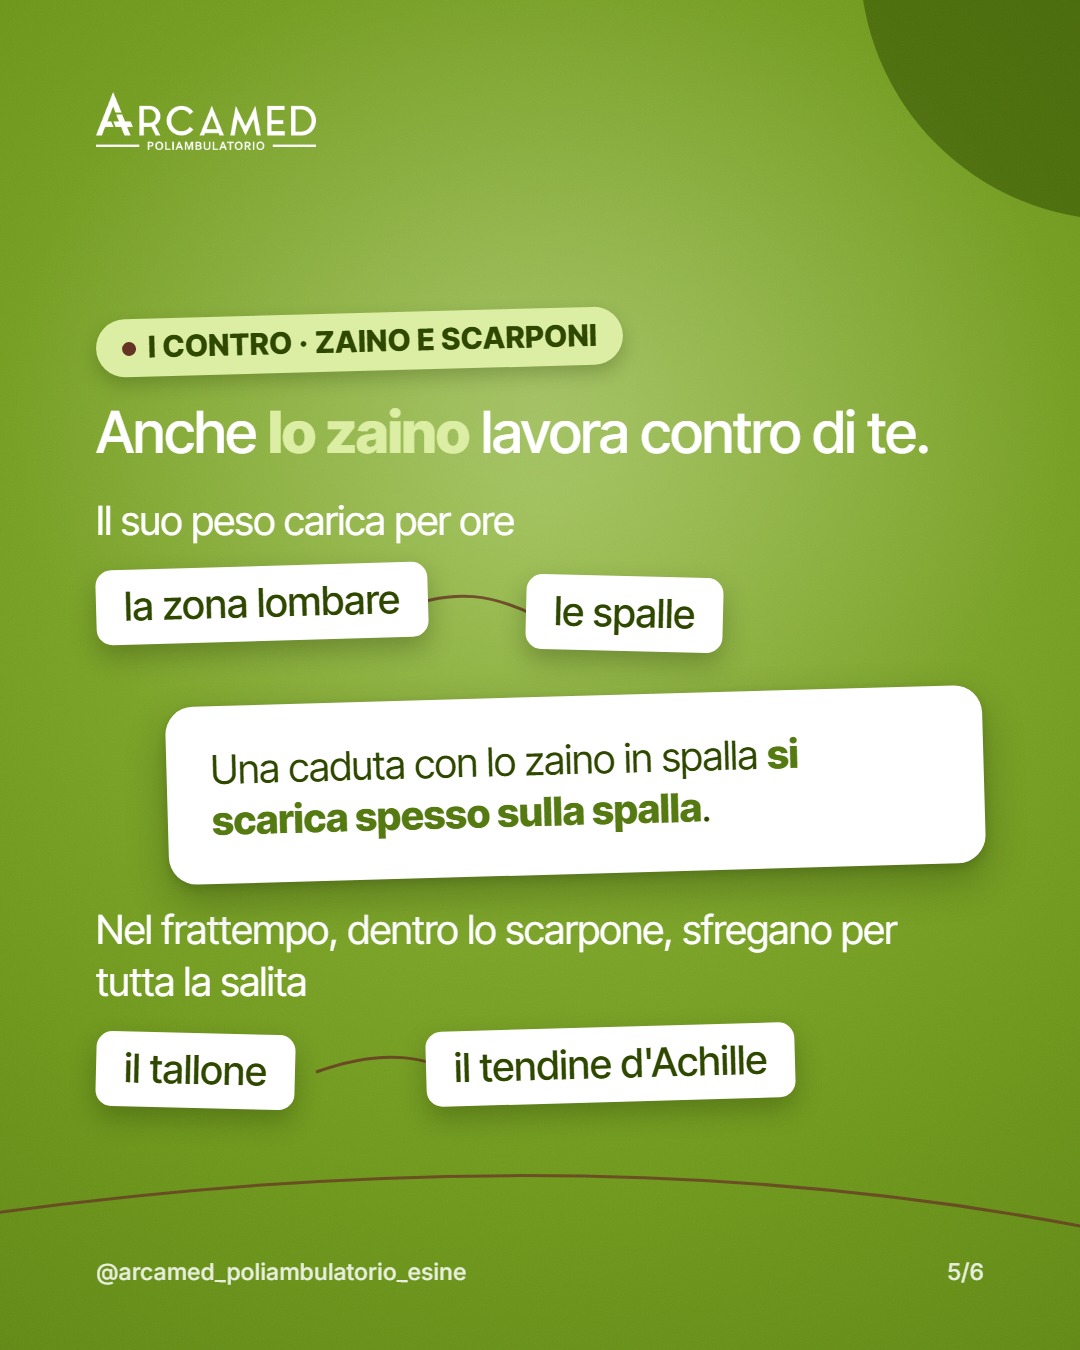 ARCAMED
POLIAMBULATORIO
I CONTRO · ZAINO E SCARPONI
Anche lo zaino lavora contro di te.
Il suo peso carica per ore
la zona lombare
le spalle
Una caduta con lo zaino in spalla si
scarica spesso sulla spalla.
Nel frattempo, dentro lo scarpone, sfregano per
tutta la salita
il tallone
il tendine d'Achille
@arcamed_poliambulatorio_esine
5/6